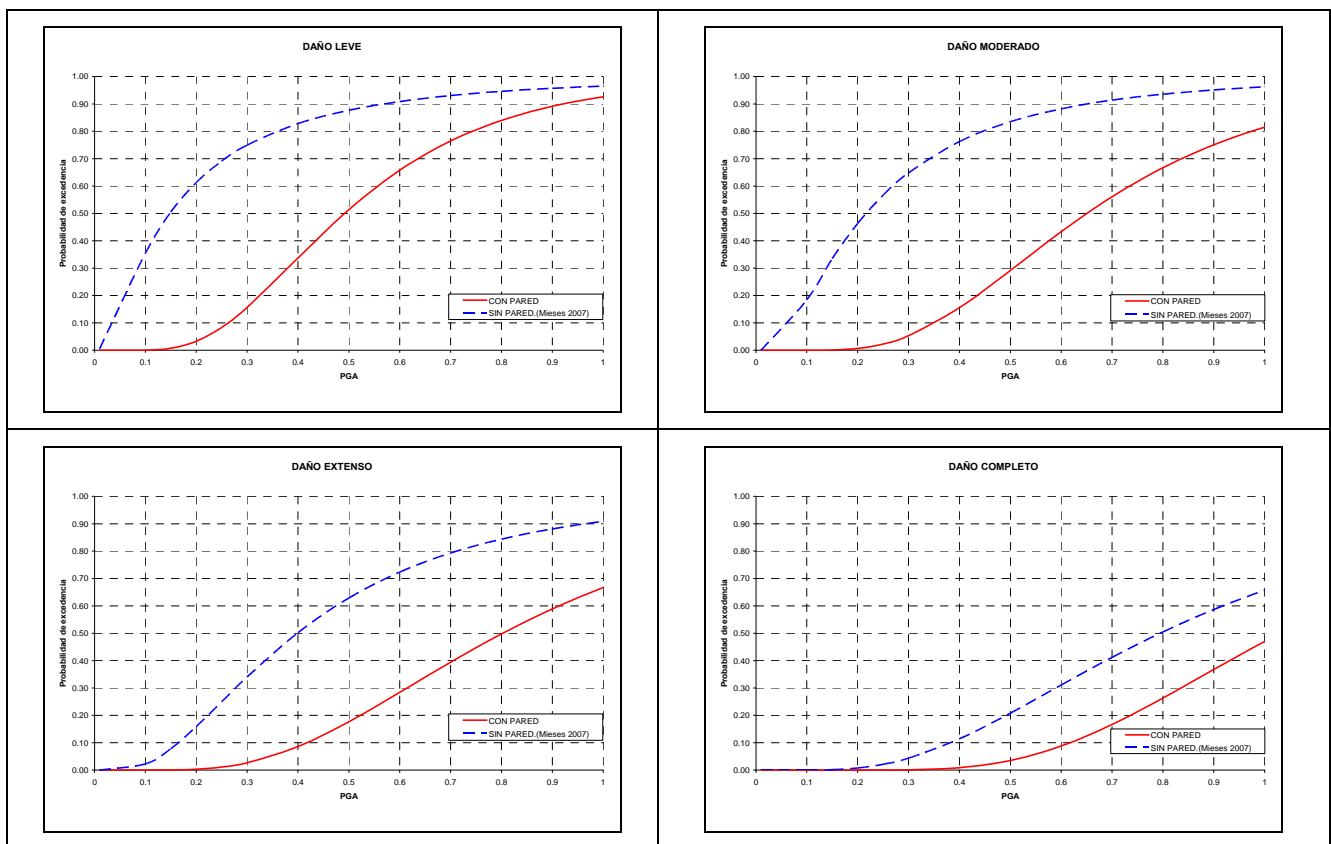 DAÑO LEVE
1.00
0.90
0.80
0.70
0.60
0.50
0.40
0.30
0.20
0.10
0.00
Probabilidad de excedencia
0 0.1 0.2 0.3 0.4 0.5 0.6 0.7 0.8 0.9 1
PGA
CON PARED
SIN PARED.(Mieses 2007)
DAÑO MODERADO
1.00
0.90
0.80
0.70
0.60
0.50
0.40
0.30
0.20
0.10
0.00
Probabilidad de excedencia
0 0.1 0.2 0.3 0.4 0.5 0.6 0.7 0.8 0.9 1
PGA
CON PARED
SIN PARED.(Mieses 2007)
DAÑO EXTENSO
1.00
0.90
0.80
0.70
0.60
0.50
0.40
0.30
0.20
0.10
0.00
Probabilidad de excedencia
0 0.1 0.2 0.3 0.4 0.5 0.6 0.7 0.8 0.9 1
PGA
CON PARED
SIN PARED.(Mieses 2007)
DAÑO COMPLETO
1.00
0.90
0.80
0.70
0.60
0.50
0.40
0.30
0.20
0.10
0.00
Probabilidad de excedencia
0 0.1 0.2 0.3 0.4 0.5 0.6 0.7 0.8 0.9 1
PGA
CON PARED
SIN PARED.(Mieses 2007)